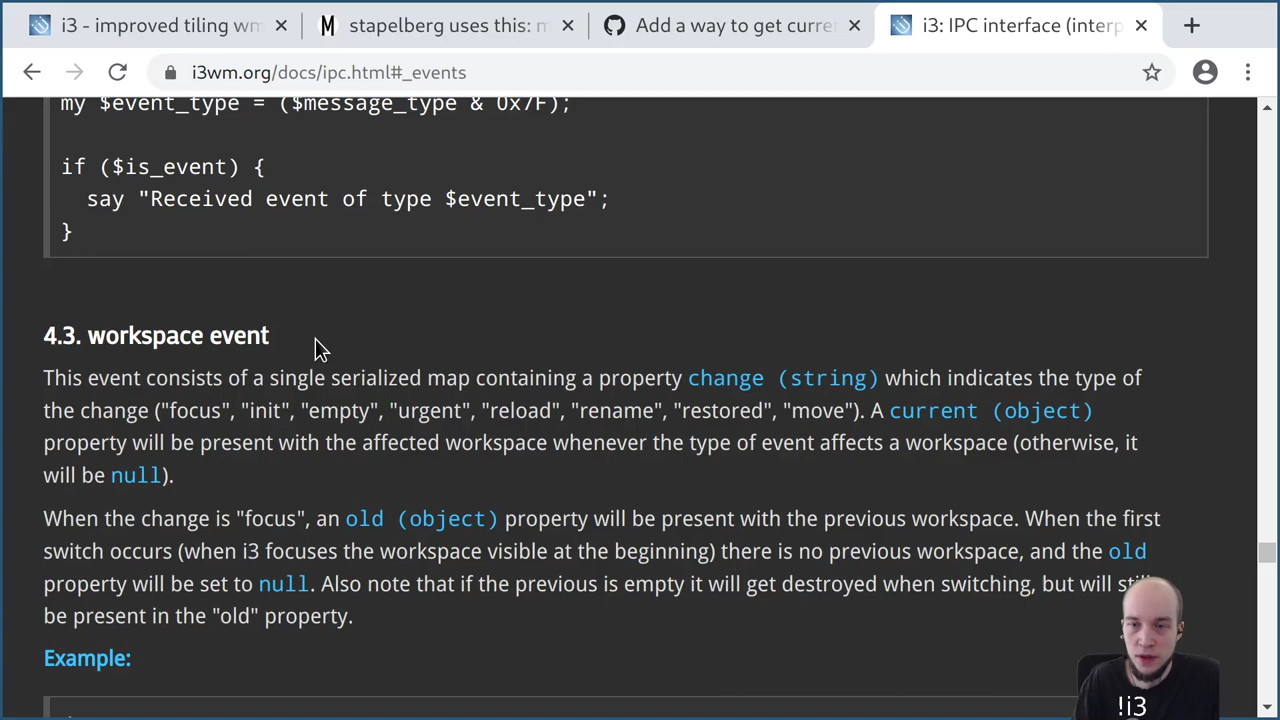 i3 - improved tiling wm
stapelberg uses this: m
Add a way to get curre
i3: IPC interface (interp
i3wm.org/docs/ipc.html#_events
my $event_type = ($message_type & 0x7F);
if ($is_event) {
say "Received event of type $event_type";
}
4.3. workspace event
This event consists of a single serialized map containing a property change (string) which indicates the type of
the change ("focus", "init", "empty", "urgent", "reload", "rename", "restored", "move"). A current (object)
property will be present with the affected workspace whenever the type of event affects a workspace (otherwise, it
will be null).
When the change is "focus", an old (object) property will be present with the previous workspace. When the first
switch occurs (when i3 focuses the workspace visible at the beginning) there is no previous workspace, and the old
property will be set to null. Also note that if the previous is empty it will get destroyed when switching, but will still
be present in the "old" property.
Example:
!i3